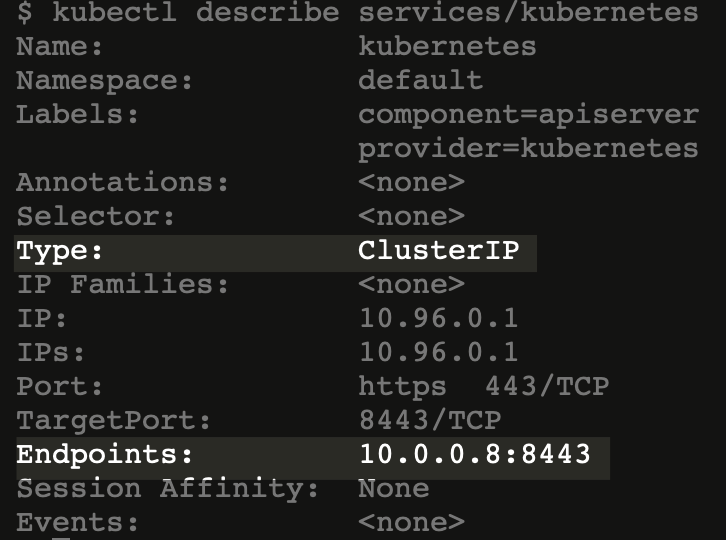 $ kubectl describe services/kubernetes
Name: kubernetes
Namespace: default
Labels: component=apiserver
provider=kubernetes
Annotations: <none>
Selector: <none>
Type: ClusterIP
IP Families: <none>
IP: 10.96.0.1
IPs: 10.96.0.1
Port: https 443/TCP
TargetPort: 8443/TCP
Endpoints: 10.0.0.8:8443
Session Affinity: None
Events: <none>